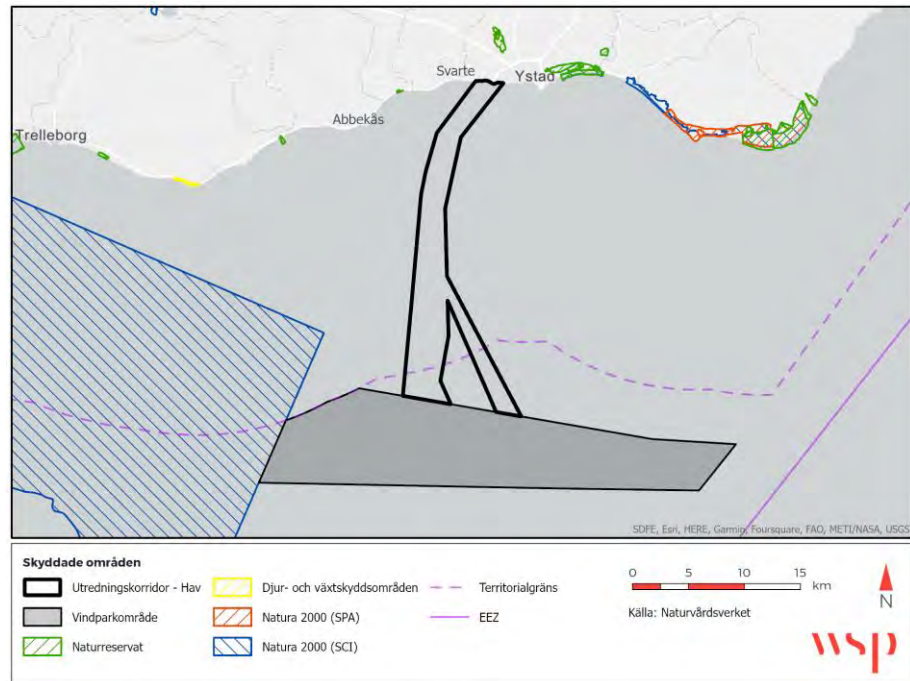 Svarte
Ystad
Abbekås
Trelleborg
SDFE, Esri, HERE, Garmin, Foursquare, FAO, METI/NASA, USGS
Skyddade områden
Utredningskorridor - Hav
Vindparkområde
Naturreservat
Djur- och växtskyddsområden
Natura 2000 (SPA)
Natura 2000 (SCI)
Territorialgräns
EEZ
0 5 10 15
km
Källa: Naturvårdsverket
N
wsp